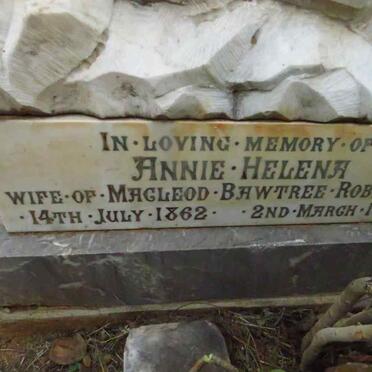 IN · LOVING · MEMORY · OF
ANNIE · HELENA
WIFE · OF · MACLEOD · BAWTREE · ROB
· 14TH · JULY · 1862 · · 2ND · MARCH ·